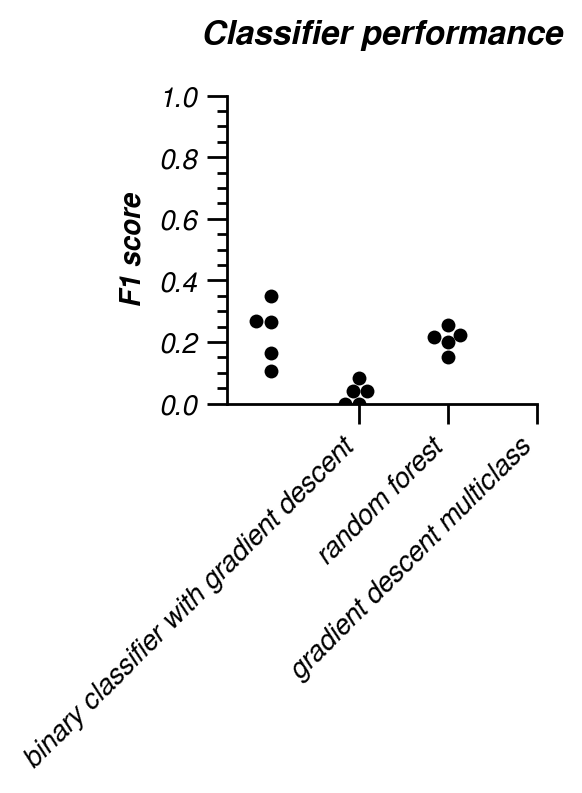 Classifier performance
F1 score
1.0
0.8
0.6
0.4
0.2
0.0
binary classifier with gradient descent
random forest
gradient descent multiclass